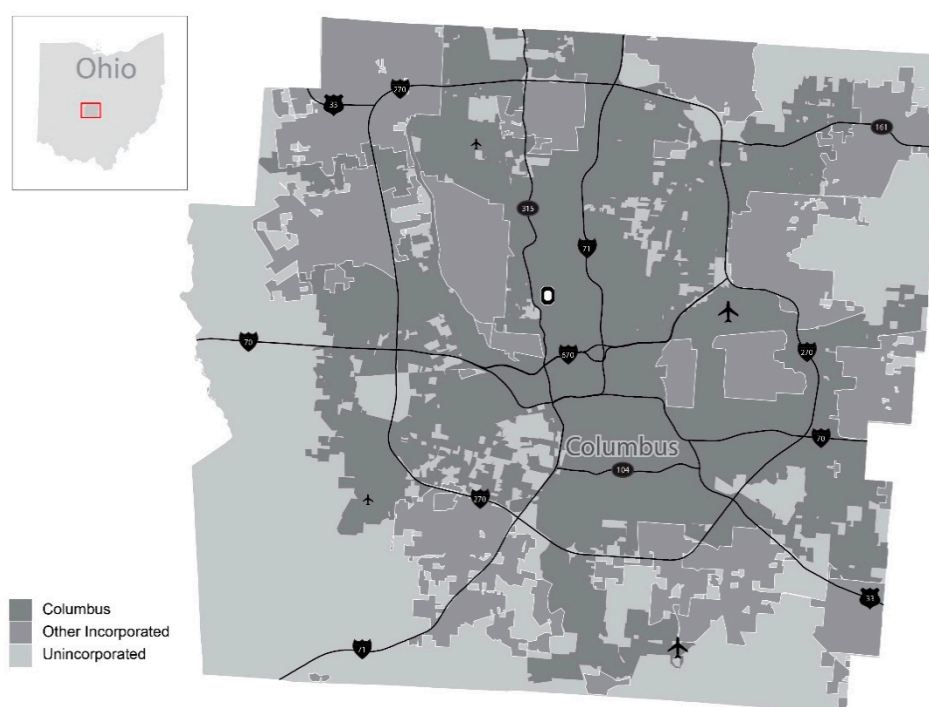 Ohio
33
270
161
315
71
70
670
270
Columbus
70
104
270
33
71
Columbus
Other Incorporated
Unincorporated